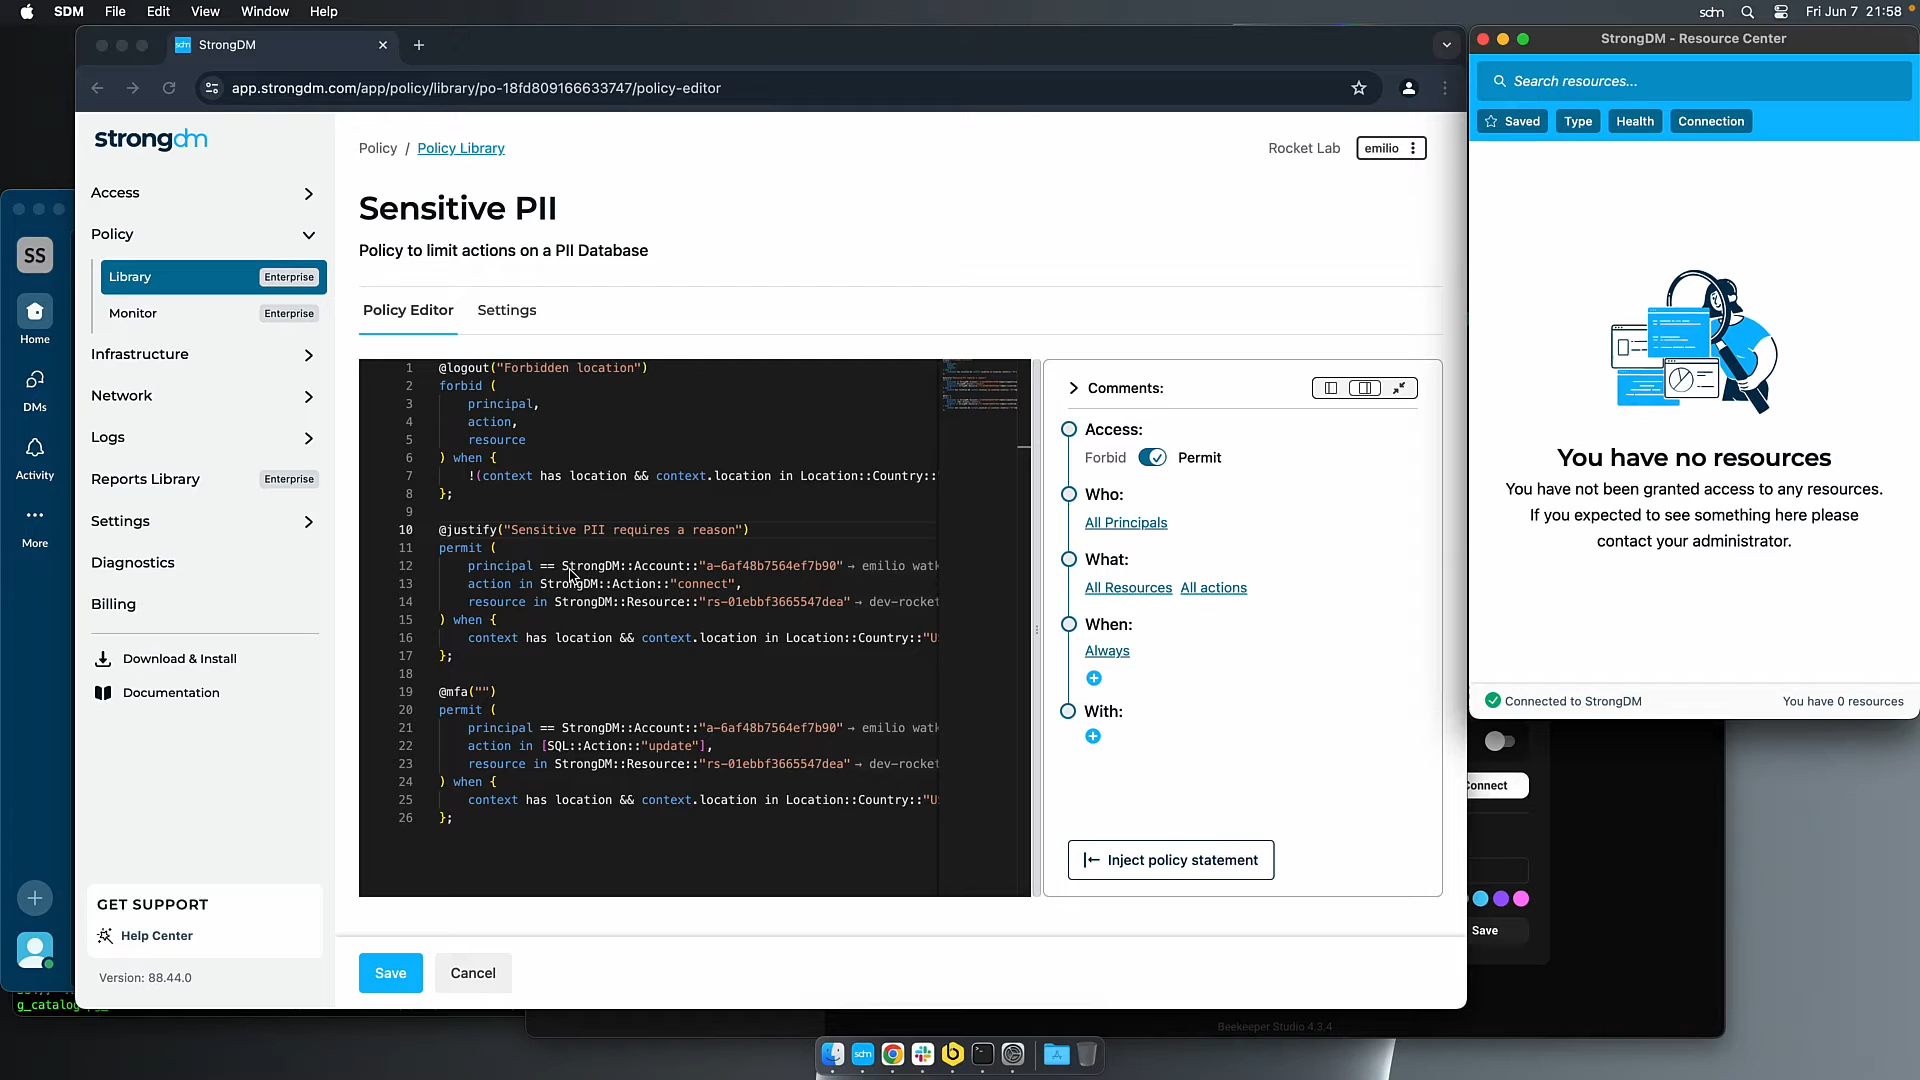 SDM File Edit View Window Help
sdm Fri Jun 7 21:58
StrongDM
app.strongdm.com/app/policy/library/po-18fd809166633747/policy-editor
SS
Home
DMs
Activity
More
strongdm
Access
Policy
Library Enterprise
Monitor Enterprise
Infrastructure
Network
Logs
Reports Library Enterprise
Settings
Diagnostics
Billing
Download & Install
Documentation
GET SUPPORT
Help Center
Version: 88.44.0
Policy / Policy Library
Rocket Lab emilio
Sensitive PII
Policy to limit actions on a PII Database
Policy Editor Settings
1 @logout("Forbidden location")
2 forbid (
3 principal,
4 action,
5 resource
6 ) when {
7 !(context has location && context.location in Location::Country::"
8 };
9
10 @justify("Sensitive PII requires a reason")
11 permit (
12 principal == StrongDM::Account::"a-6af48b7564ef7b90" → emilio watk
13 action in StrongDM::Action::"connect",
14 resource in StrongDM::Resource::"rs-01ebbf3665547dea" → dev-rocket
15 ) when {
16 context has location && context.location in Location::Country::"U
17 };
18
19 @mfa("")
20 permit (
21 principal == StrongDM::Account::"a-6af48b7564ef7b90" → emilio watk
22 action in [SQL::Action::"update"],
23 resource in StrongDM::Resource::"rs-01ebbf3665547dea" → dev-rocket
24 ) when {
25 context has location && context.location in Location::Country::"U
26 };
Comments:
Access:
Forbid Permit
Who:
All Principals
What:
All Resources All actions
When:
Always
With:
Inject policy statement
Save Cancel
StrongDM - Resource Center
Search resources...
Saved Type Health Connection
You have no resources
You have not been granted access to any resources.
If you expected to see something here please
contact your administrator.
Connected to StrongDM You have 0 resources
onnect
Save
g_catalog
Beekeeper Studio 4.3.4